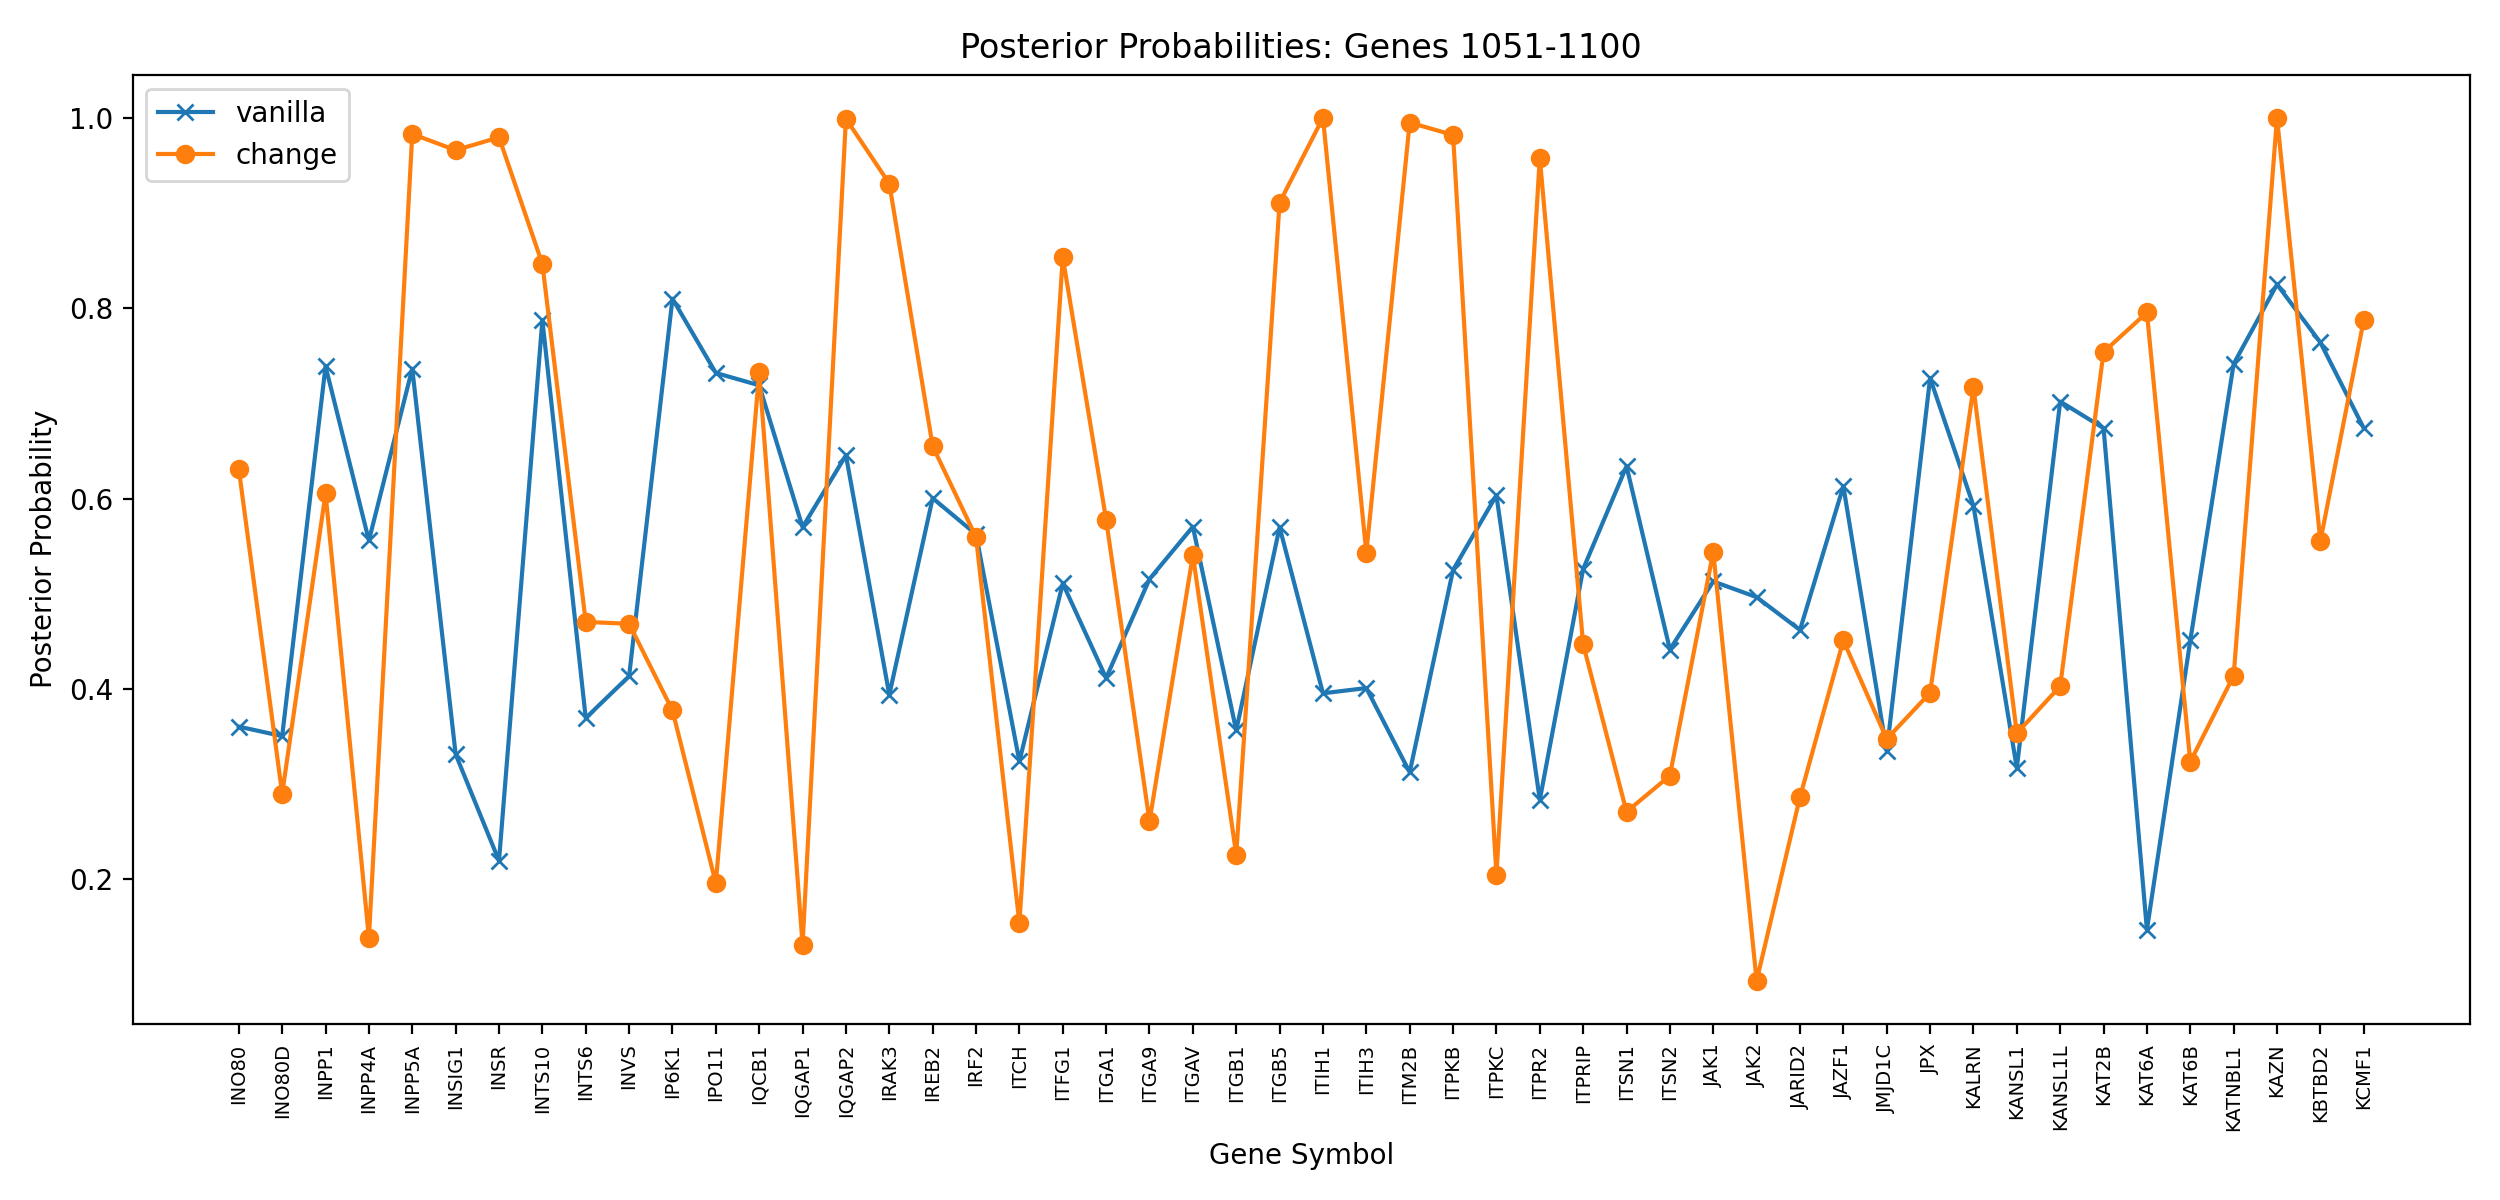 Posterior Probabilities: Genes 1051-1100
vanilla
change
1.0
0.8
0.6
0.4
0.2
Posterior Probability
INO80
INO80D
INPP1
INPP4A
INPP5A
INSIG1
INSR
INTS10
INTS6
INVS
IP6K1
IPO11
IQCB1
IQGAP1
IQGAP2
IRAK3
IREB2
IRF2
ITCH
ITFG1
ITGA1
ITGA9
ITGAV
ITGB1
ITGB5
ITIH1
ITIH3
ITM2B
ITPKB
ITPKC
ITPR2
ITPRIP
ITSN1
ITSN2
JAK1
JAK2
JARID2
JAZF1
JMJD1C
JPX
KALRN
KANSL1
KANSL1L
KAT2B
KAT6A
KAT6B
KATNBL1
KAZN
KBTBD2
KCMF1
Gene Symbol